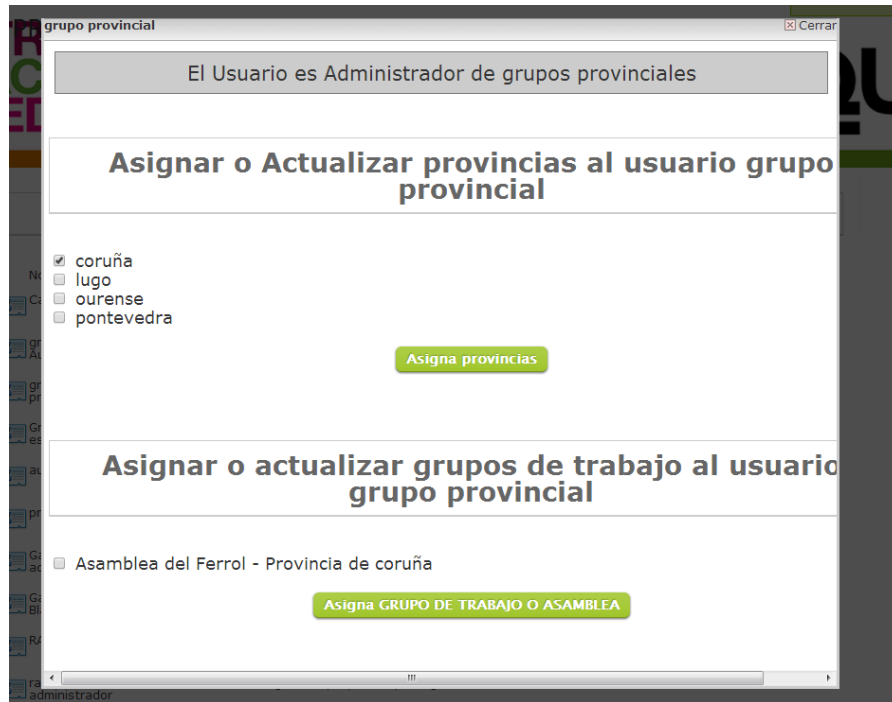 grupo provincial
Cerrar
El Usuario es Administrador de grupos provinciales
Asignar o Actualizar provincias al usuario grupo
provincial
coruña
lugo
ourense
pontevedra
Asigna provincias
Asignar o actualizar grupos de trabajo al usuario
grupo provincial
Asamblea del Ferrol - Provincia de coruña
Asigna GRUPO DE TRABAJO O ASAMBLEA
administrador